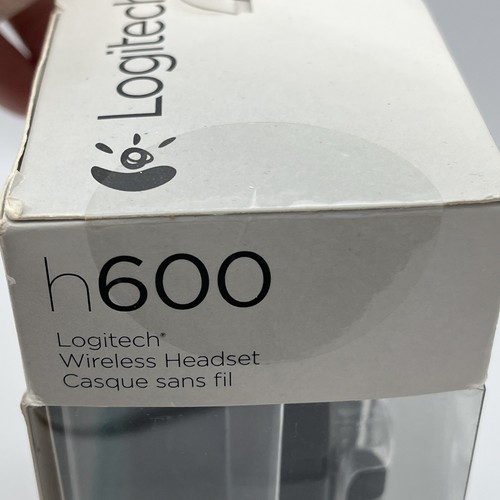 Logitech
h600
Logitech®
Wireless Headset
Casque sans fil